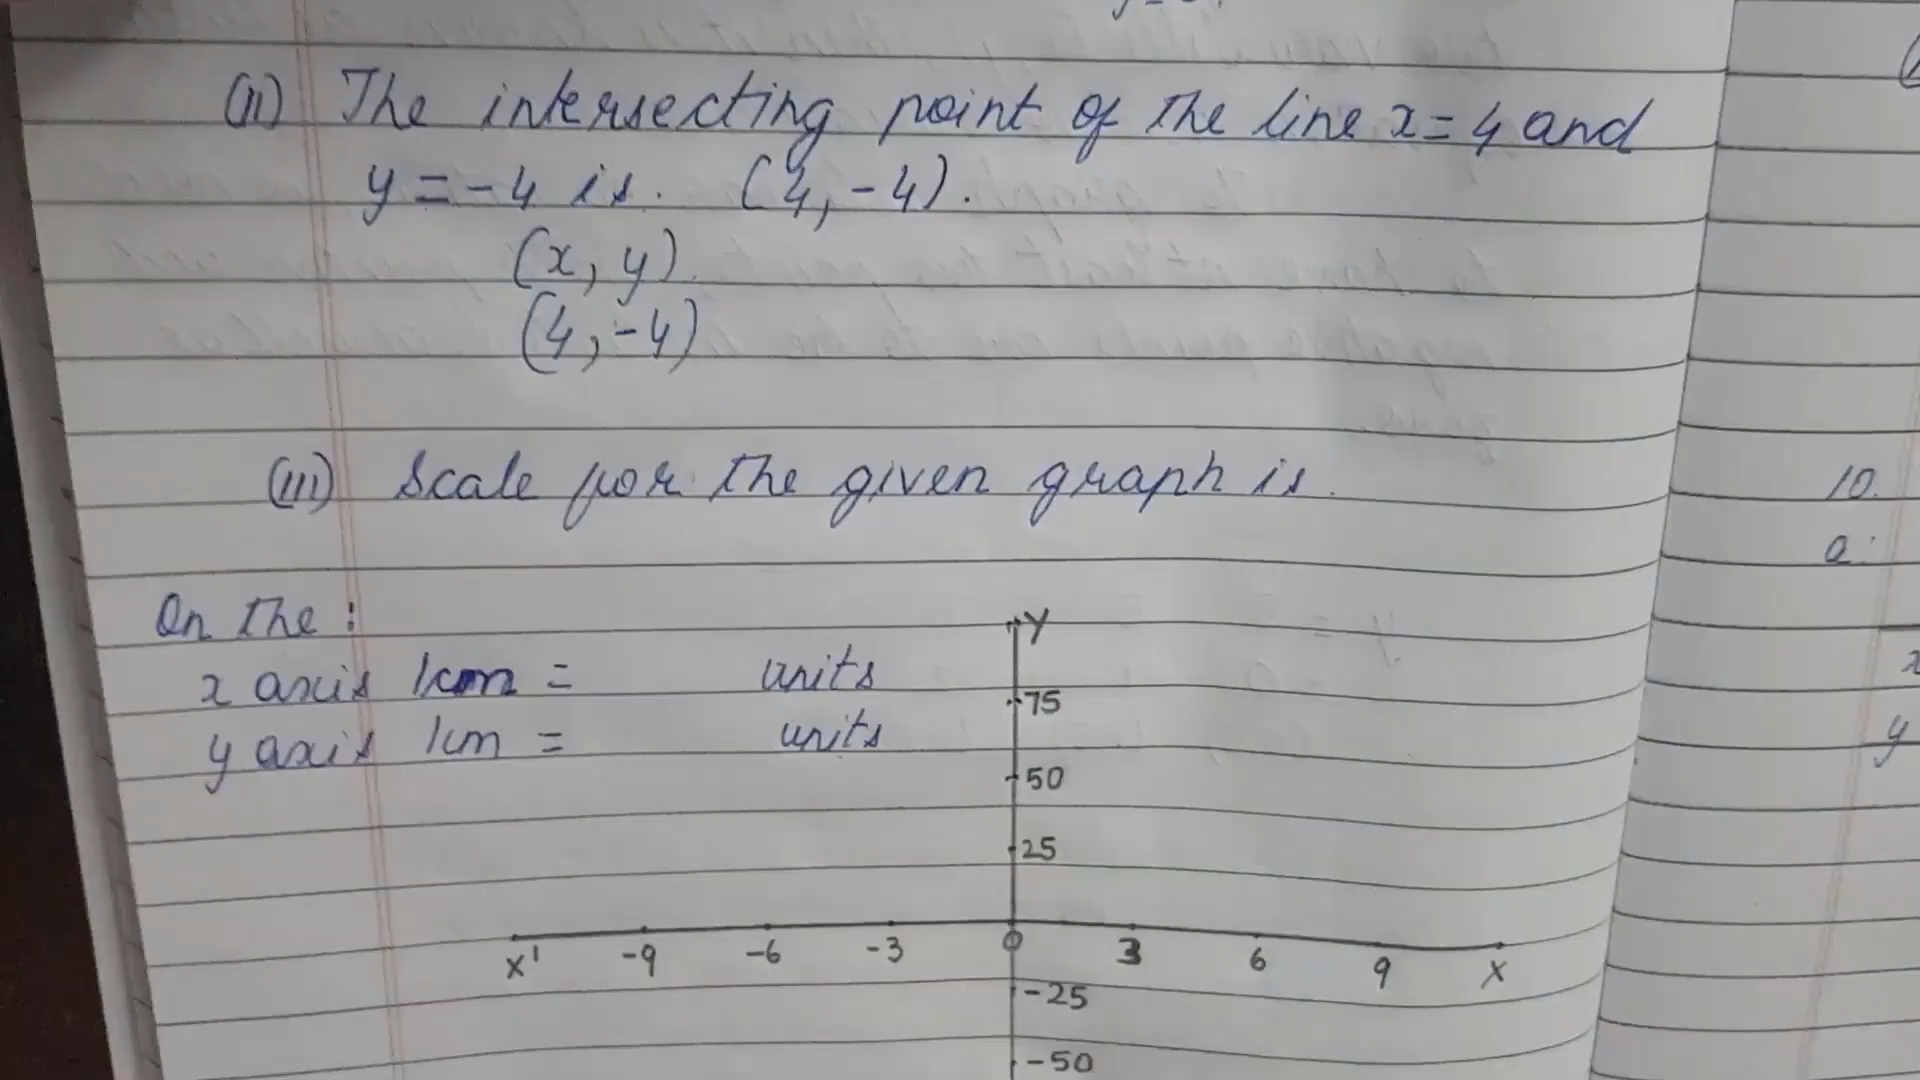 (ii) The intersecting point of the line x = 4 and
y = -4 is. (4, -4).
(x, y).
(4, -4)
(iii) Scale for the given graph is.
On the :
x axis 1cm = units
y axis 1cm = units
Y
75
50
25
X' -9 -6 -3 0 3 6 9 X
-25
-50
10.
a.
x
y